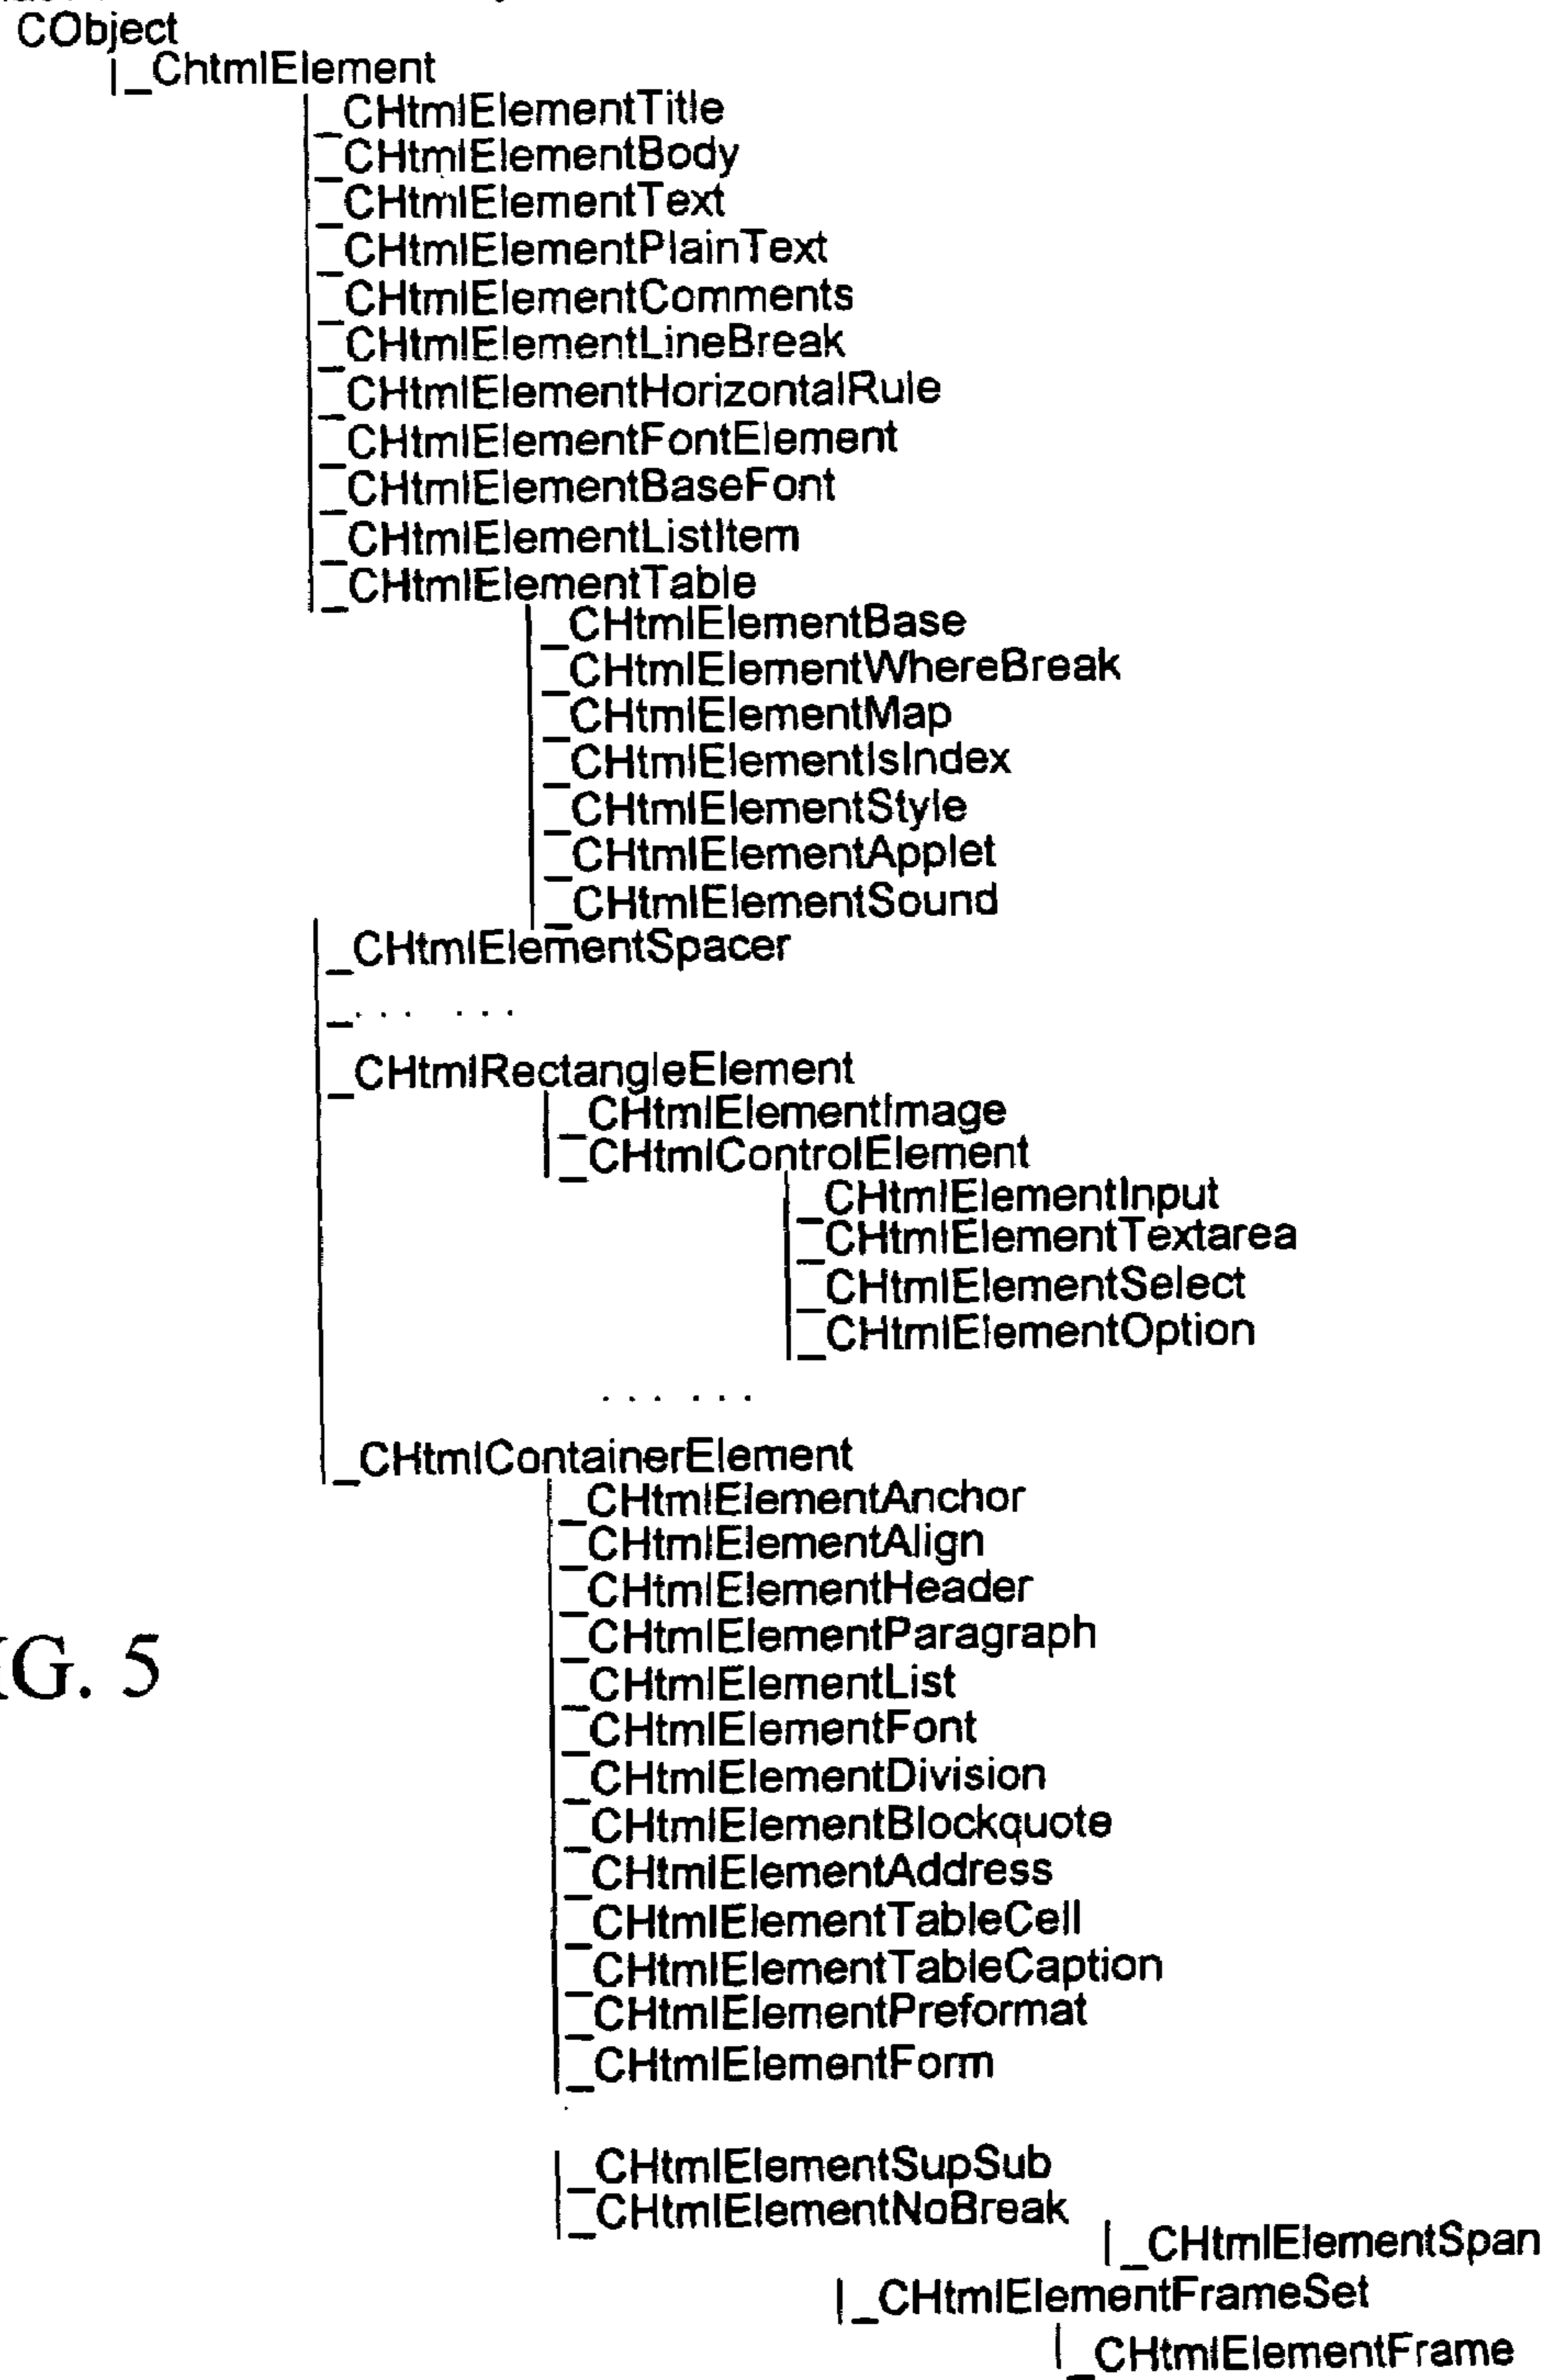 CObject
|_ChtmlElement
|_CHtmlElementTitle
|_CHtmlElementBody
|_CHtmlElementText
|_CHtmlElementPlainText
|_CHtmlElementComments
|_CHtmlElementLineBreak
|_CHtmlElementHorizontalRule
|_CHtmlElementFontElement
|_CHtmlElementBaseFont
|_CHtmlElementListItem
|_CHtmlElementTable
|_CHtmlElementBase
|_CHtmlElementWhereBreak
|_CHtmlElementMap
|_CHtmlElementIsIndex
|_CHtmlElementStyle
|_CHtmlElementApplet
|_CHtmlElementSound
|_CHtmlElementSpacer
|_. . . . . .
|_CHtmlRectangleElement
|_CHtmlElementImage
|_CHtmlControlElement
|_CHtmlElementInput
|_CHtmlElementTextarea
|_CHtmlElementSelect
|_CHtmlElementOption
. . . . . .
|_CHtmlContainerElement
|_CHtmlElementAnchor
|_CHtmlElementAlign
|_CHtmlElementHeader
|_CHtmlElementParagraph
|_CHtmlElementList
|_CHtmlElementFont
|_CHtmlElementDivision
|_CHtmlElementBlockquote
|_CHtmlElementAddress
|_CHtmlElementTableCell
|_CHtmlElementTableCaption
|_CHtmlElementPreformat
|_CHtmlElementForm
|_CHtmlElementSupSub
|_CHtmlElementNoBreak
|_CHtmlElementSpan
|_CHtmlElementFrameSet
|_CHtmlElementFrame
G. 5